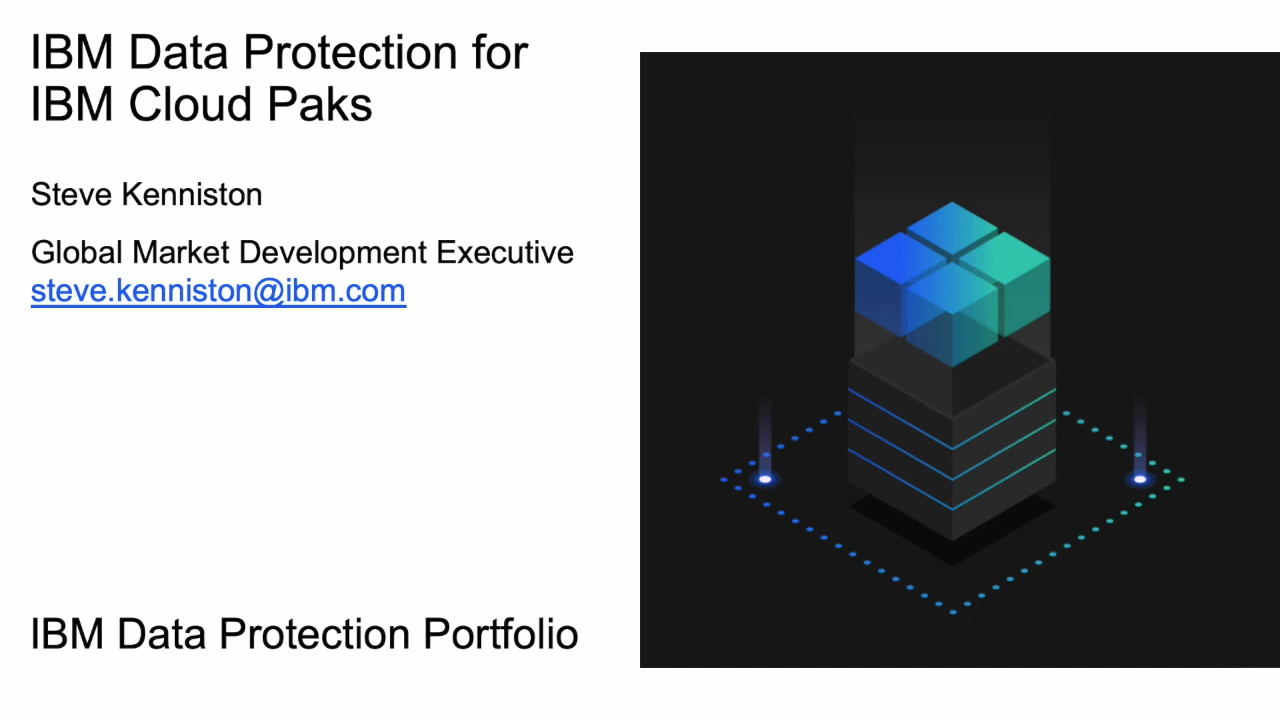 IBM Data Protection for
IBM Cloud Paks
Steve Kenniston
Global Market Development Executive
steve.kenniston@ibm.com
IBM Data Protection Portfolio